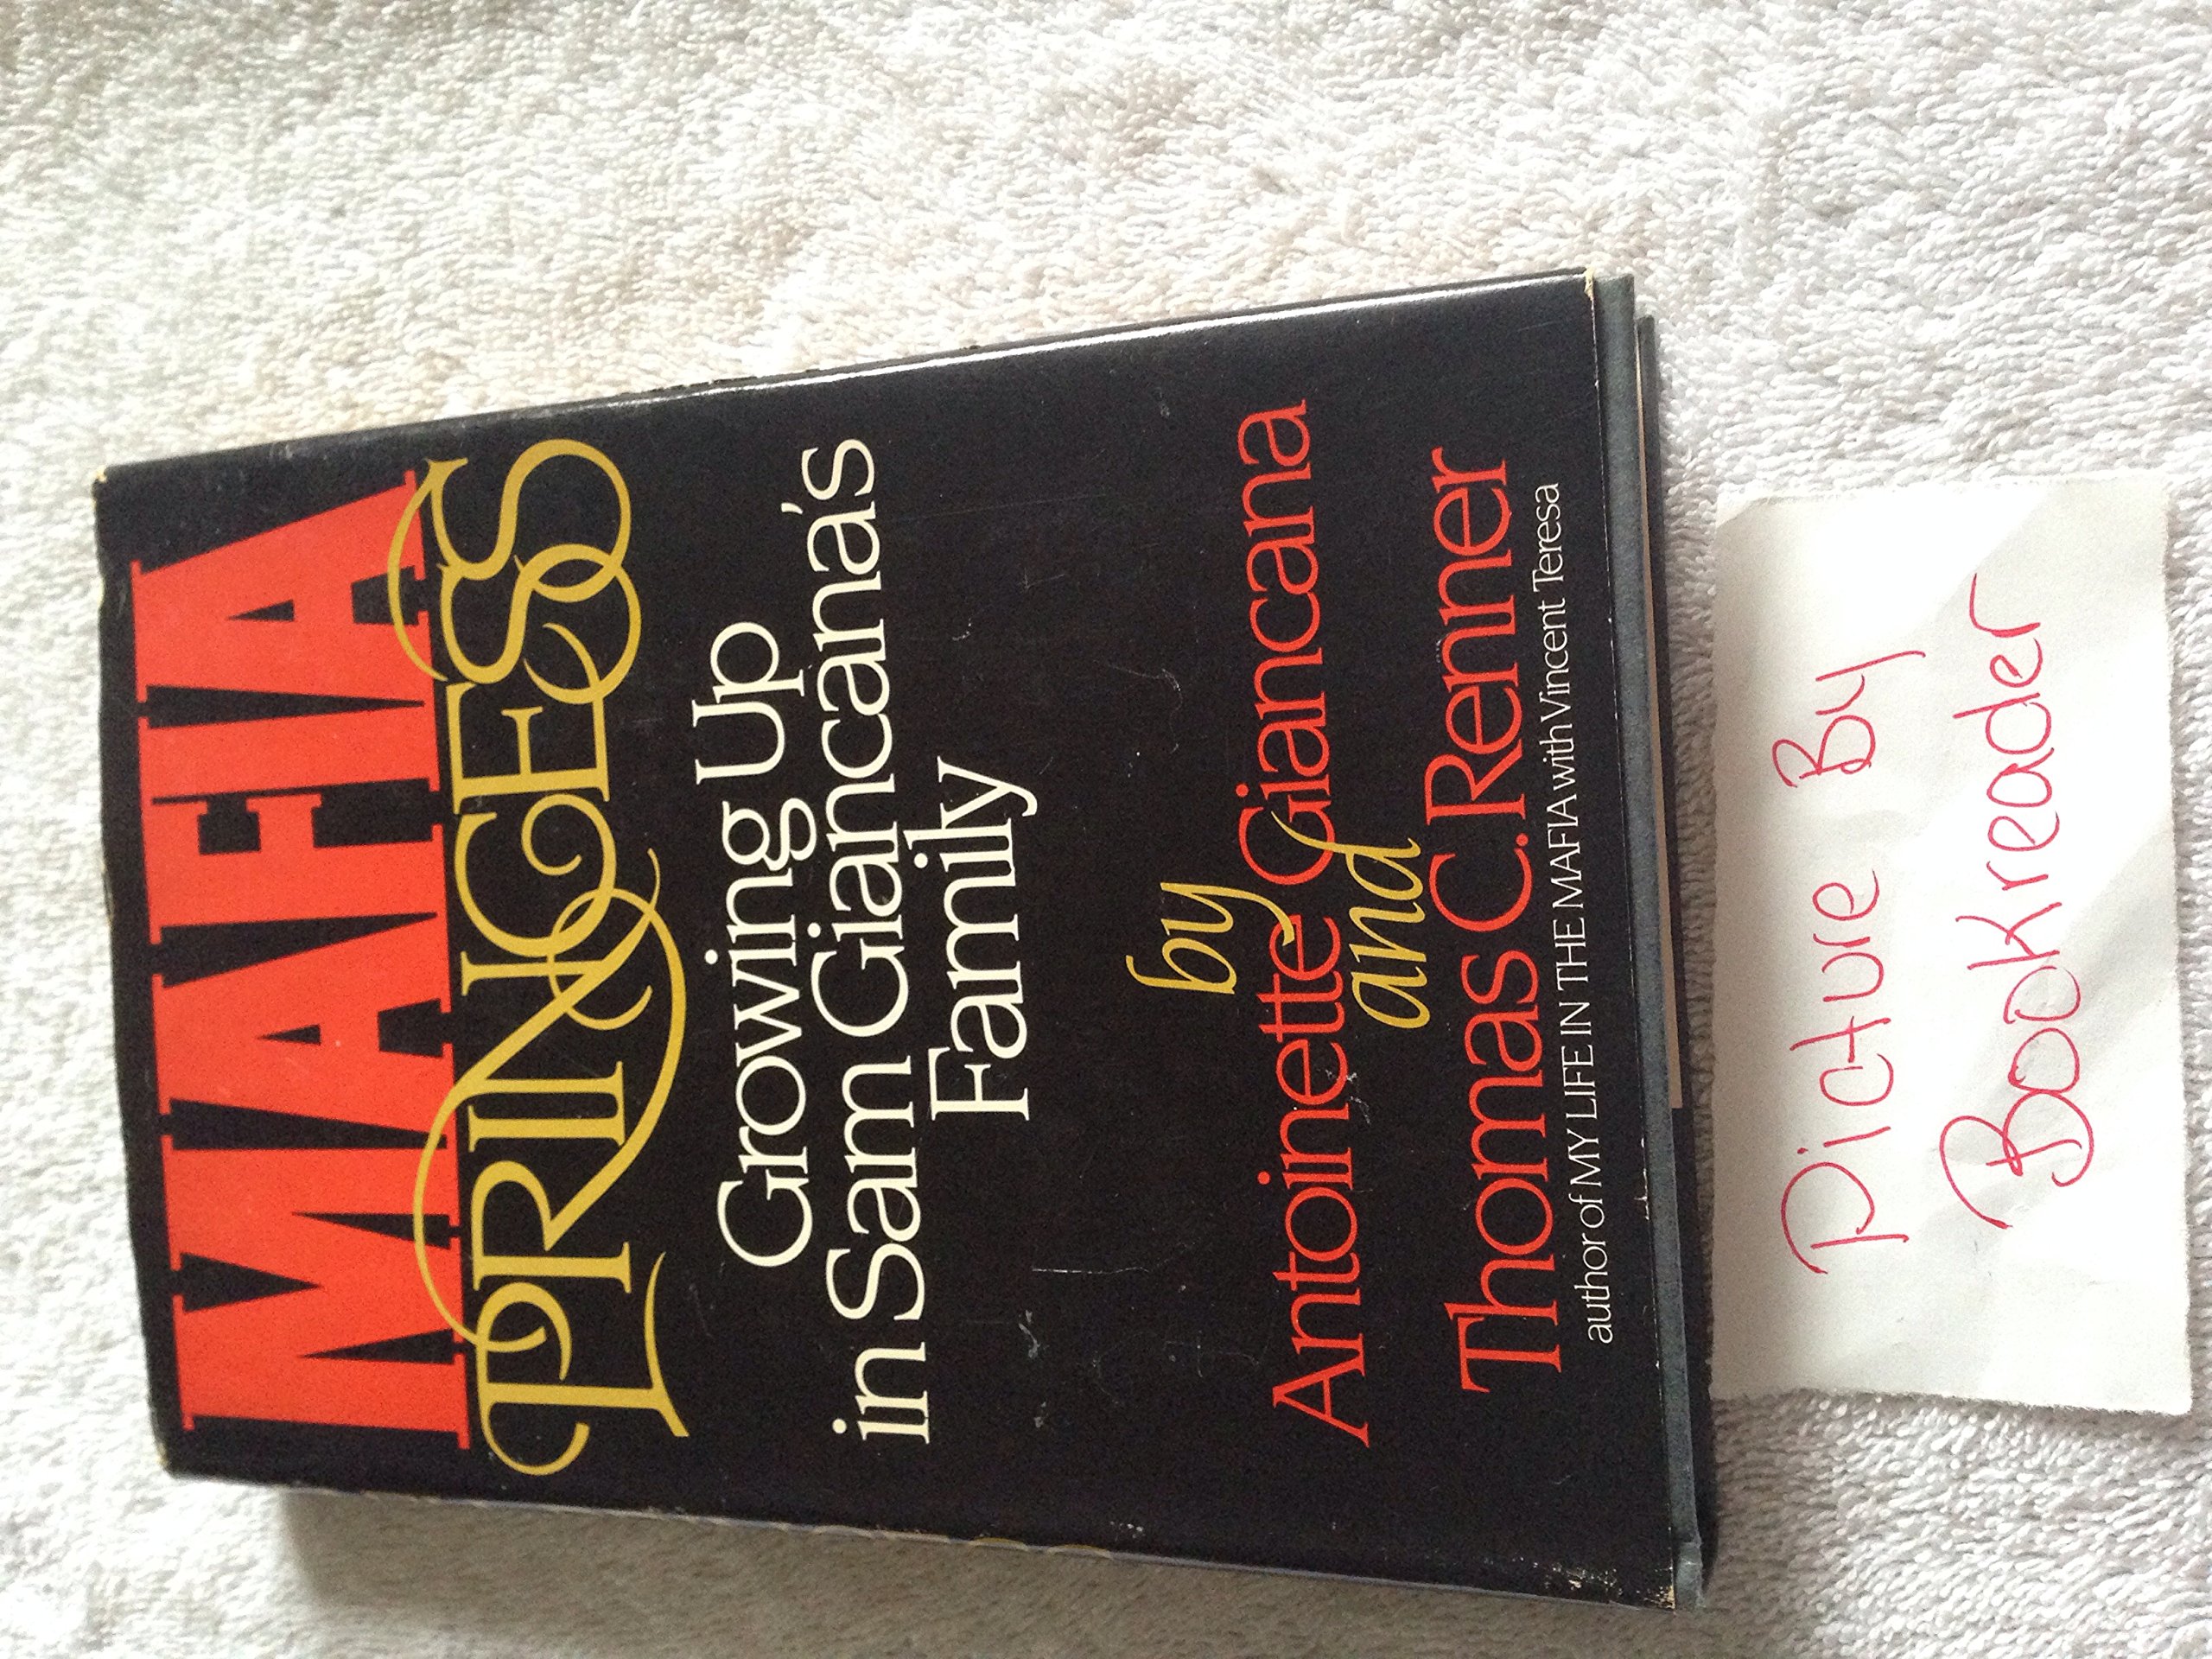 MAFIA
PRINCESS
Growing Up
in Sam Giancana's
Family
by
Antoinette Giancana
and
Thomas C. Renner
author of MY LIFE IN THE MAFIA with Vincent Teresa
Picture By
Bookreader